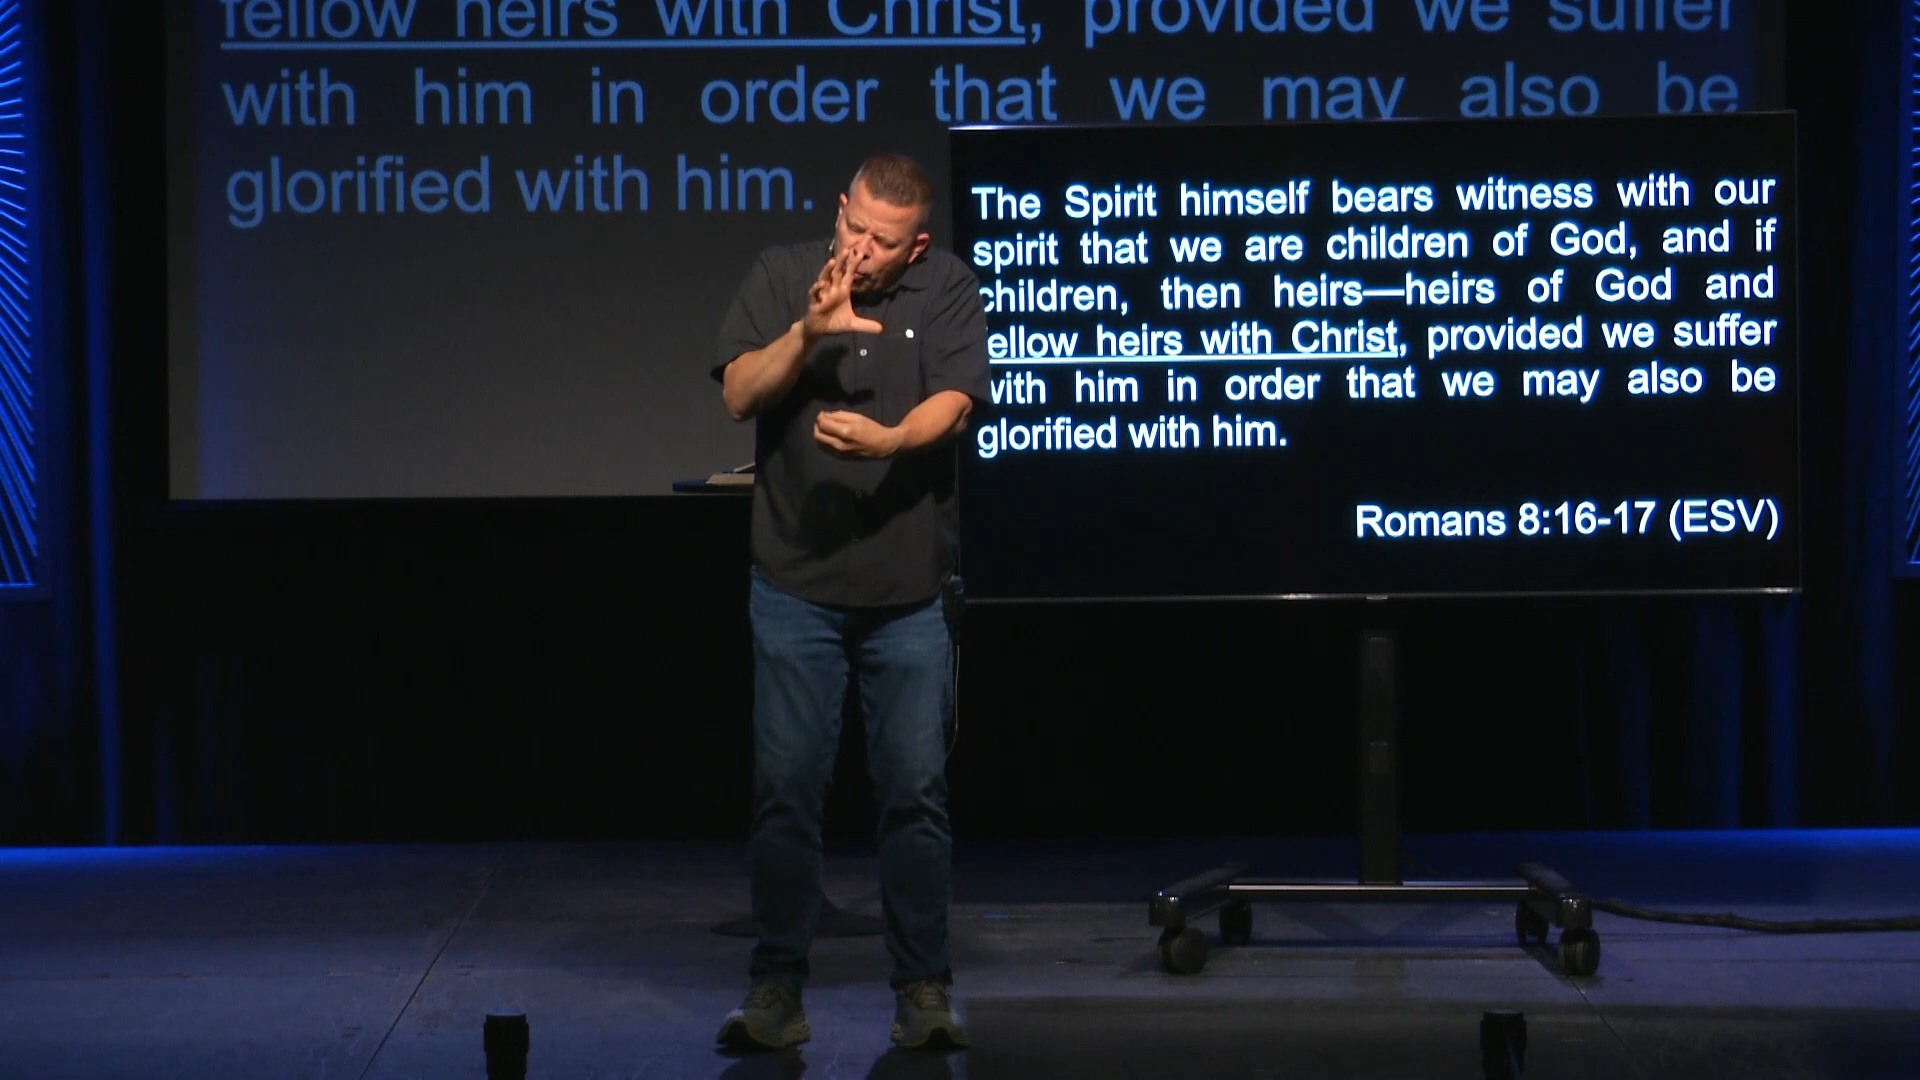 fellow heirs with Christ, provided we suffer
with him in order that we may also be
glorified with him.
The Spirit himself bears witness with our
spirit that we are children of God, and if
children, then heirs—heirs of God and
fellow heirs with Christ, provided we suffer
with him in order that we may also be
glorified with him.
Romans 8:16-17 (ESV)